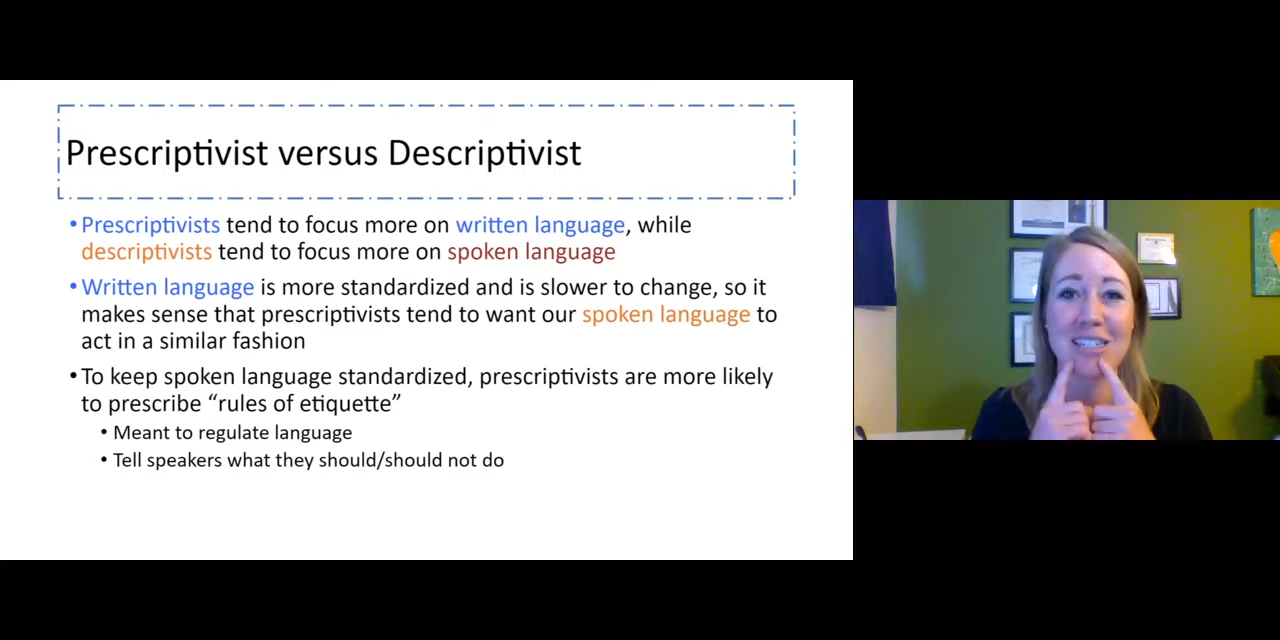 Prescriptivist versus Descriptivist
•Prescriptivists tend to focus more on written language, while
descriptivists tend to focus more on spoken language
•Written language is more standardized and is slower to change, so it
makes sense that prescriptivists tend to want our spoken language to
act in a similar fashion
•To keep spoken language standardized, prescriptivists are more likely
to prescribe “rules of etiquette”
• Meant to regulate language
• Tell speakers what they should/should not do